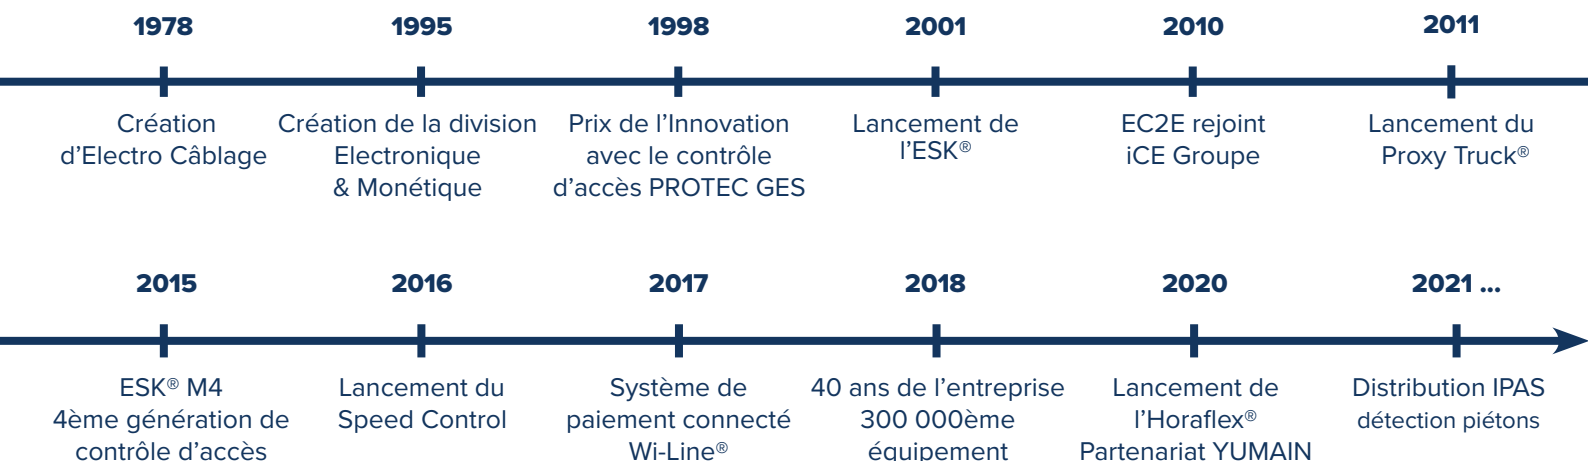 1978
Création
d'Electro Câblage
1995
Création de la division
Electronique
& Monétique
1998
Prix de l'Innovation
avec le contrôle
d'accès PROTEC GES
2001
Lancement de
l'ESK®
2010
EC2E rejoint
iCE Groupe
2011
Lancement du
Proxy Truck®
2015
ESK® M4
4ème génération de
contrôle d'accès
2016
Lancement du
Speed Control
2017
Système de
paiement connecté
Wi-Line®
2018
40 ans de l'entreprise
300 000ème
équipement
2020
Lancement de
l'Horaflex®
Partenariat YUMAIN
2021 ...
Distribution IPAS
détection piétons